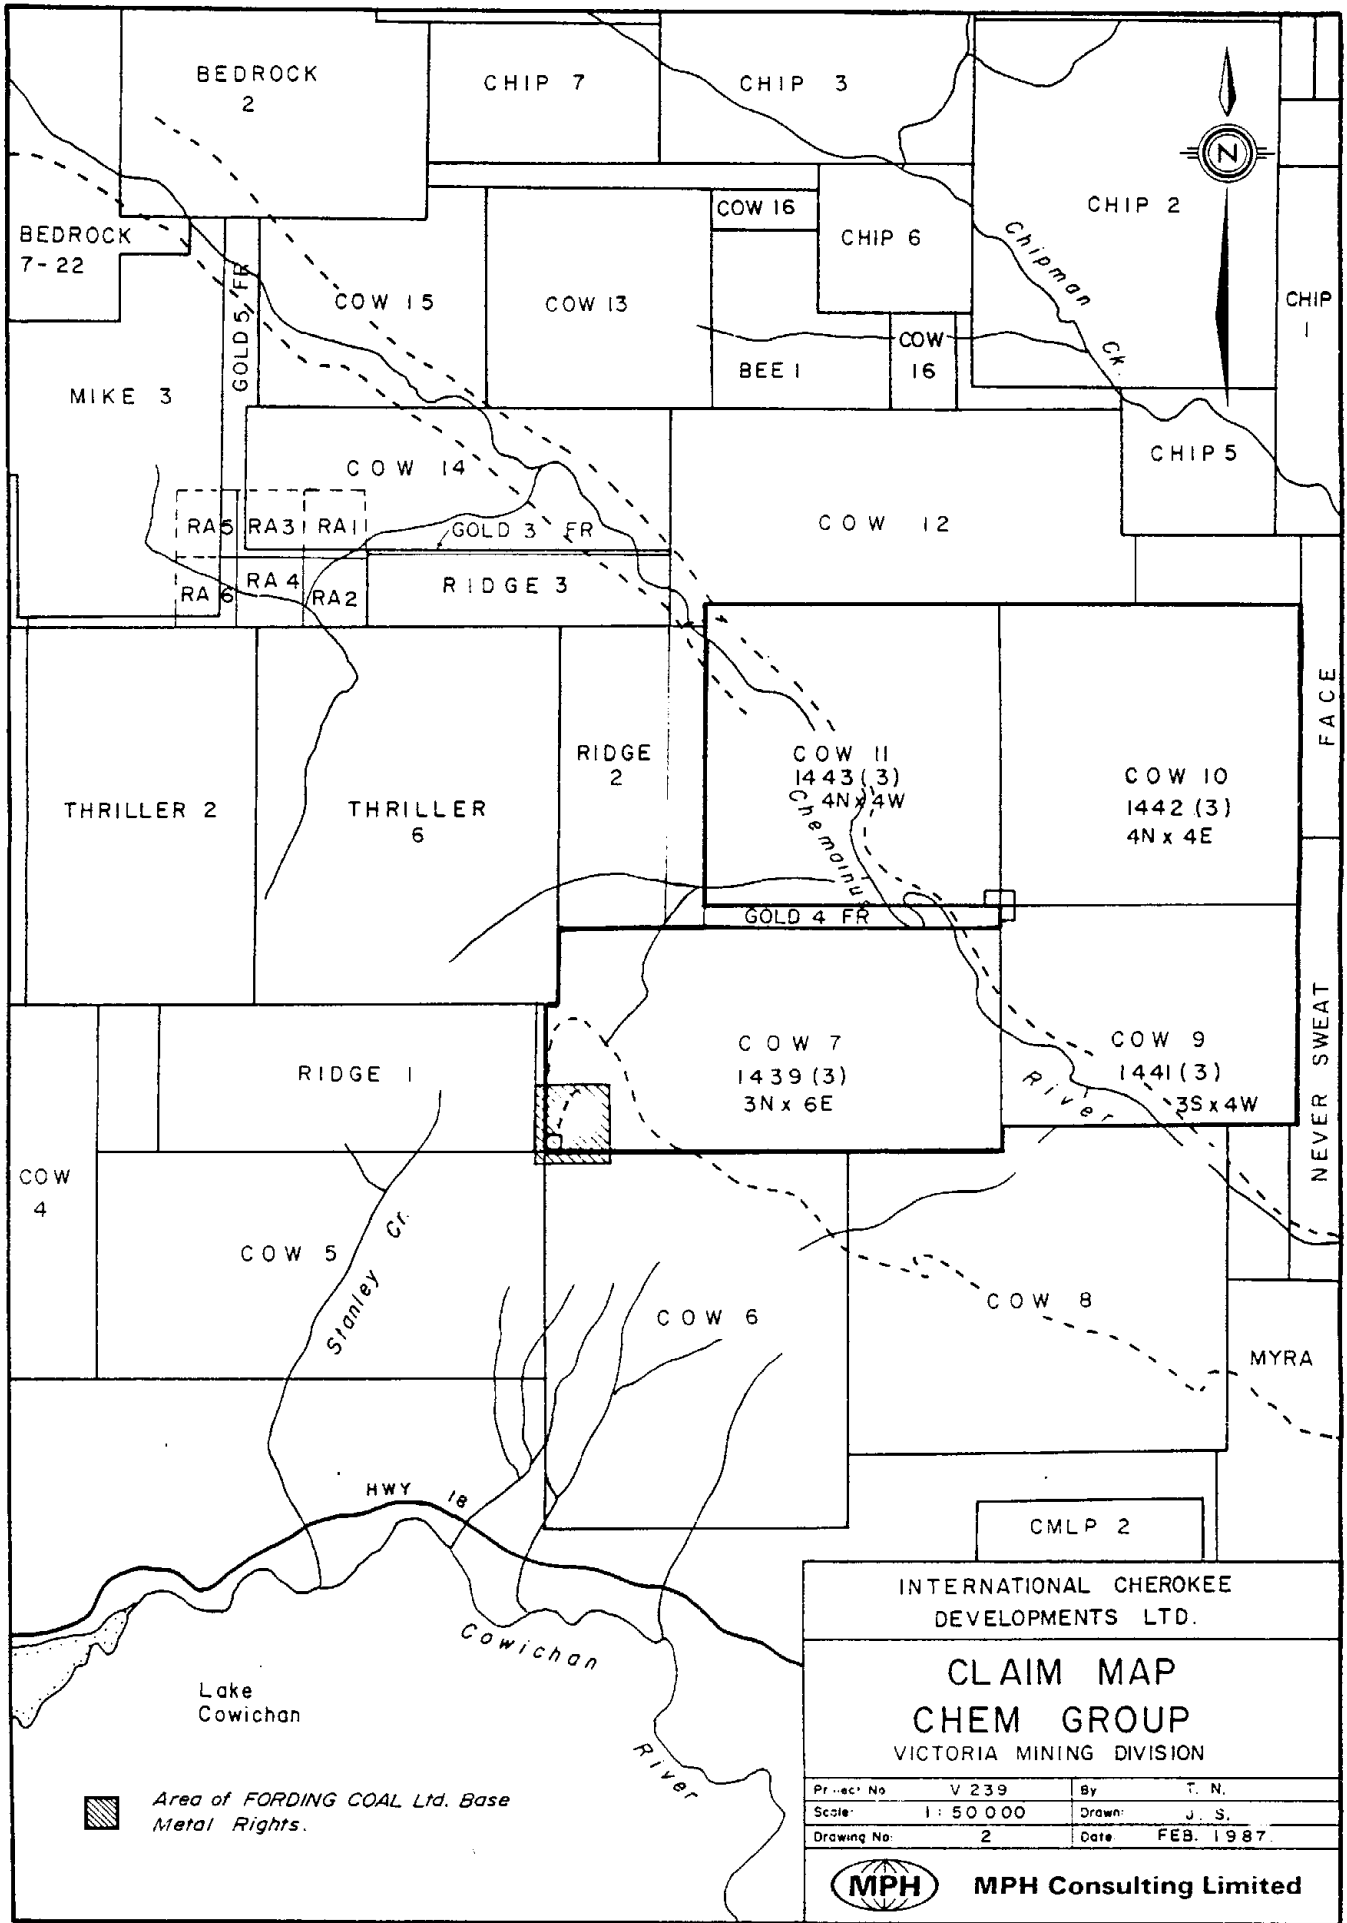 BEDROCK
2
CHIP 7
CHIP 3
N
CHIP 2
CHIP
1
BEDROCK
7-22
GOLD 5 FR
COW 15
COW 13
COW 16
CHIP 6
Chipman
Ck.
COW
16
BEE 1
MIKE 3
CHIP 5
COW 14
COW 12
RA5
RA3
RA1
GOLD 3 FR
RA 6
RA 4
RA2
RIDGE 3
FACE
THRILLER 2
THRILLER
6
RIDGE
2
COW 11
1443(3)
4N x 4W
Chemainus
COW 10
1442 (3)
4N x 4E
GOLD 4 FR
RIDGE 1
COW 7
1439(3)
3N x 6E
COW 9
1441(3)
3S x 4W
River
NEVER SWEAT
COW
4
COW 5
Stanley Cr.
COW 6
COW 8
MYRA
HWY 18
CMLP 2
Cowichan
River
Lake
Cowichan
Area of FORDING COAL Ltd. Base
Metal Rights.
INTERNATIONAL CHEROKEE
DEVELOPMENTS LTD.
CLAIM MAP
CHEM GROUP
VICTORIA MINING DIVISION
Project No V 239 By T. N.
Scale: 1:50 000 Drawn: J. S.
Drawing No: 2 Date: FEB. 1987.
MPH MPH Consulting Limited